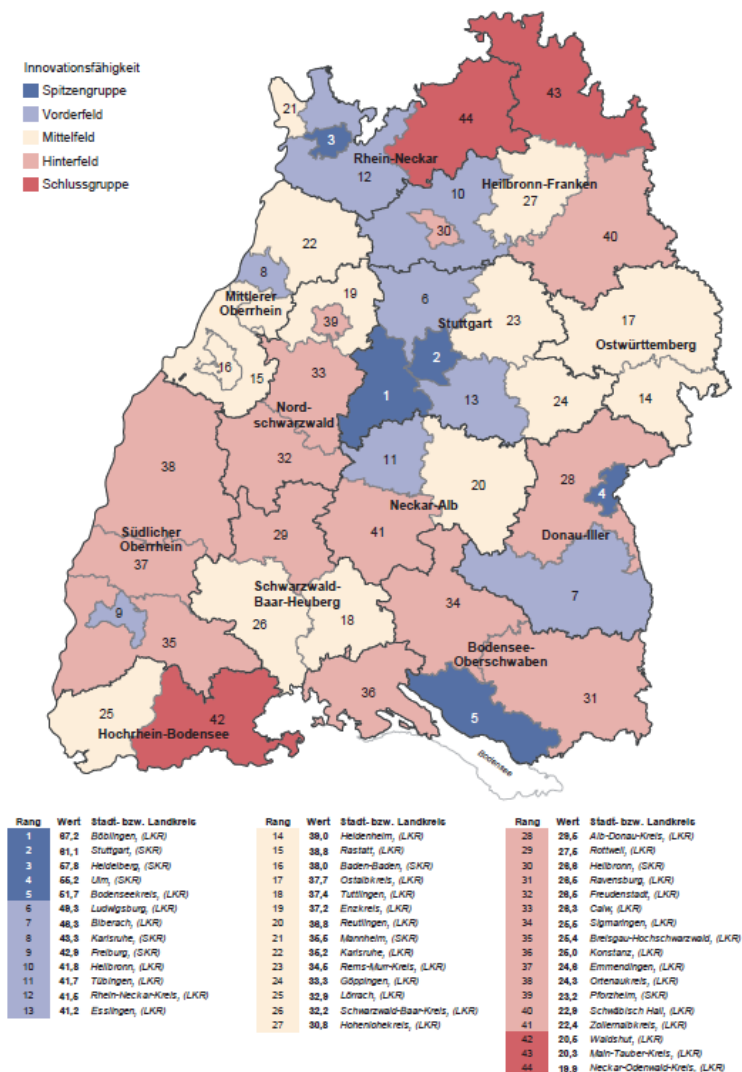 Innovationsfähigkeit
Spitzengruppe
Vorderfeld
Mittelfeld
Hinterfeld
Schlussgruppe
21
43
44
3
Rhein-Neckar
12
10
Heilbronn-Franken
27
30
40
22
8
6
19
Mittlerer
Oberrhein
39
Stuttgart
23
17
2
Ostwürttemberg
16
15
33
1
13
24
14
Nord-
schwarzwald
11
38
32
20
28
4
Neckar-Alb
29
41
Donau-Iller
Südlicher
Oberrhein
37
Schwarzwald-
Baar-Heuberg
34
7
9
26
18
35
Bodensee-
Oberschwaben
36
31
25
42
5
Hochrhein-Bodensee
Bodensee
Rang Wert Stadt- bzw. Landkreis
1 67,2 Böblingen, (LKR)
2 61,1 Stuttgart, (SKR)
3 57,8 Heidelberg, (SKR)
4 55,2 Ulm, (SKR)
5 51,7 Bodenseekreis, (LKR)
6 49,3 Ludwigsburg, (LKR)
7 46,3 Biberach, (LKR)
8 43,3 Karlsruhe, (SKR)
9 42,9 Freiburg, (SKR)
10 41,8 Heilbronn, (LKR)
11 41,7 Tübingen, (LKR)
12 41,5 Rhein-Neckar-Kreis, (LKR)
13 41,2 Esslingen, (LKR)
Rang Wert Stadt- bzw. Landkreis
14 39,0 Heidenheim, (LKR)
15 38,8 Rastatt, (LKR)
16 38,0 Baden-Baden, (SKR)
17 37,7 Ostalbkreis, (LKR)
18 37,4 Tuttlingen, (LKR)
19 37,2 Enzkreis, (LKR)
20 36,8 Reutlingen, (LKR)
21 35,5 Mannheim, (SKR)
22 35,2 Karlsruhe, (LKR)
23 34,5 Rems-Murr-Kreis, (LKR)
24 33,3 Göppingen, (LKR)
25 32,9 Lörrach, (LKR)
26 32,2 Schwarzwald-Baar-Kreis, (LKR)
27 30,8 Hohenlohekreis, (LKR)
Rang Wert Stadt- bzw. Landkreis
28 29,5 Alb-Donau-Kreis, (LKR)
29 27,5 Rottweil, (LKR)
30 26,6 Heilbronn, (SKR)
31 26,5 Ravensburg, (LKR)
32 26,5 Freudenstadt, (LKR)
33 26,3 Calw, (LKR)
34 25,5 Sigmaringen, (LKR)
35 25,4 Breisgau-Hochschwarzwald, (LKR)
36 25,0 Konstanz, (LKR)
37 24,6 Emmendingen, (LKR)
38 24,3 Ortenaukreis, (LKR)
39 23,2 Pforzheim, (SKR)
40 22,9 Schwäbisch Hall, (LKR)
41 22,4 Zollernalbkreis, (LKR)
42 20,5 Waldshut, (LKR)
43 20,3 Main-Tauber-Kreis, (LKR)
44 19,9 Neckar-Odenwald-Kreis, (LKR)